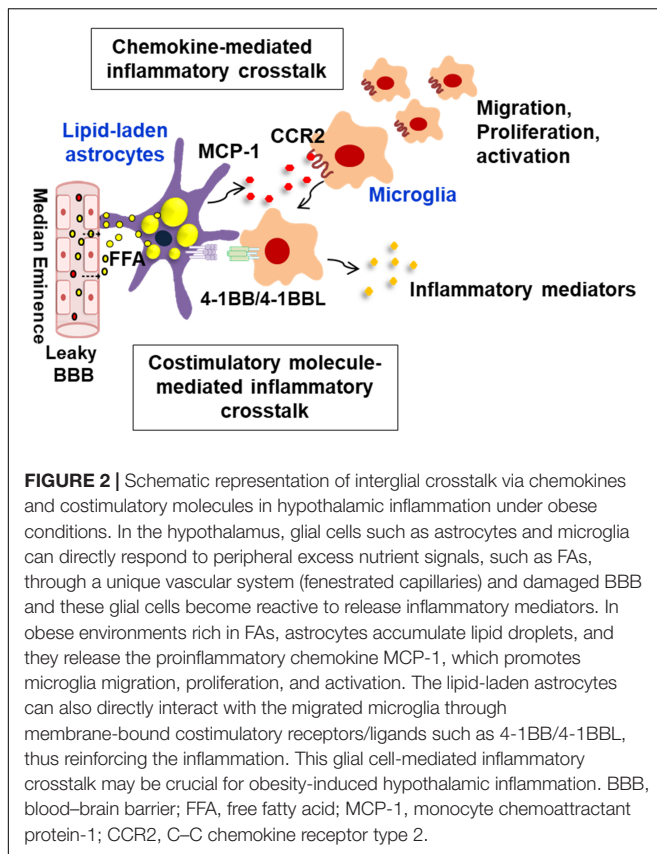 Chemokine-mediated
inflammatory crosstalk
Lipid-laden
astrocytes
MCP-1
CCR2
Migration,
Proliferation,
activation
Microglia
Median Eminence
FFA
4-1BB/4-1BBL
Inflammatory mediators
Leaky
BBB
Costimulatory molecule-
mediated inflammatory
crosstalk
FIGURE 2 | Schematic representation of interglial crosstalk via chemokines
and costimulatory molecules in hypothalamic inflammation under obese
conditions. In the hypothalamus, glial cells such as astrocytes and microglia
can directly respond to peripheral excess nutrient signals, such as FAs,
through a unique vascular system (fenestrated capillaries) and damaged BBB
and these glial cells become reactive to release inflammatory mediators. In
obese environments rich in FAs, astrocytes accumulate lipid droplets, and
they release the proinflammatory chemokine MCP-1, which promotes
microglia migration, proliferation, and activation. The lipid-laden astrocytes
can also directly interact with the migrated microglia through
membrane-bound costimulatory receptors/ligands such as 4-1BB/4-1BBL,
thus reinforcing the inflammation. This glial cell-mediated inflammatory
crosstalk may be crucial for obesity-induced hypothalamic inflammation. BBB,
blood–brain barrier; FFA, free fatty acid; MCP-1, monocyte chemoattractant
protein-1; CCR2, C–C chemokine receptor type 2.